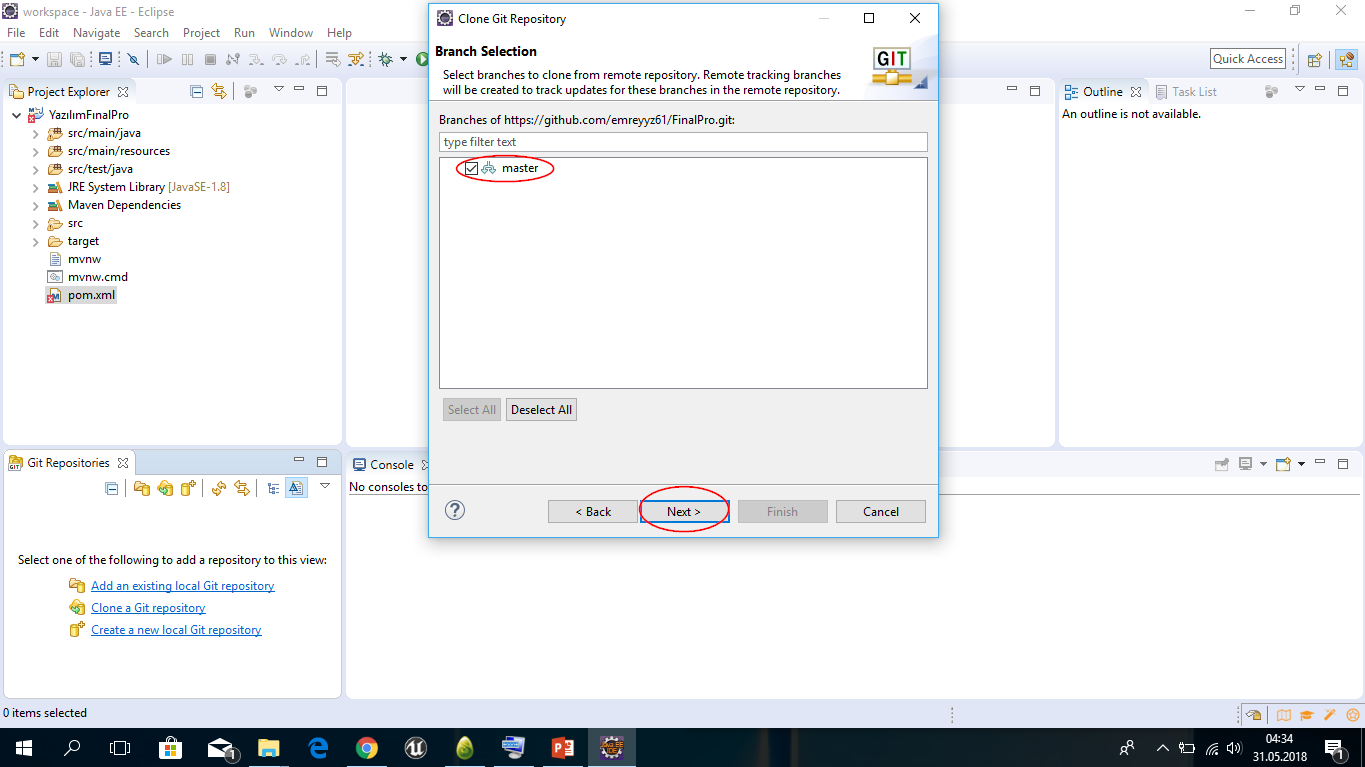 workspace - Java EE - Eclipse
File Edit Navigate Search Project Run Window Help
Quick Access
Project Explorer
YazılımFınalPro
src/main/java
src/main/resources
src/test/java
JRE System Library [JavaSE-1.8]
Maven Dependencies
src
target
mvnw
mvnw.cmd
pom.xml
Clone Git Repository
Branch Selection
Select branches to clone from remote repository. Remote tracking branches
will be created to track updates for these branches in the remote repository.
GIT
Branches of https://github.com/emreyyz61/FinalPro.git:
type filter text
master
Select All Deselect All
< Back Next > Finish Cancel
Outline Task List
An outline is not available.
Git Repositories
Select one of the following to add a repository to this view:
Add an existing local Git repository
Clone a Git repository
Create a new local Git repository
Console
No consoles to
0 items selected
04:34
31.05.2018